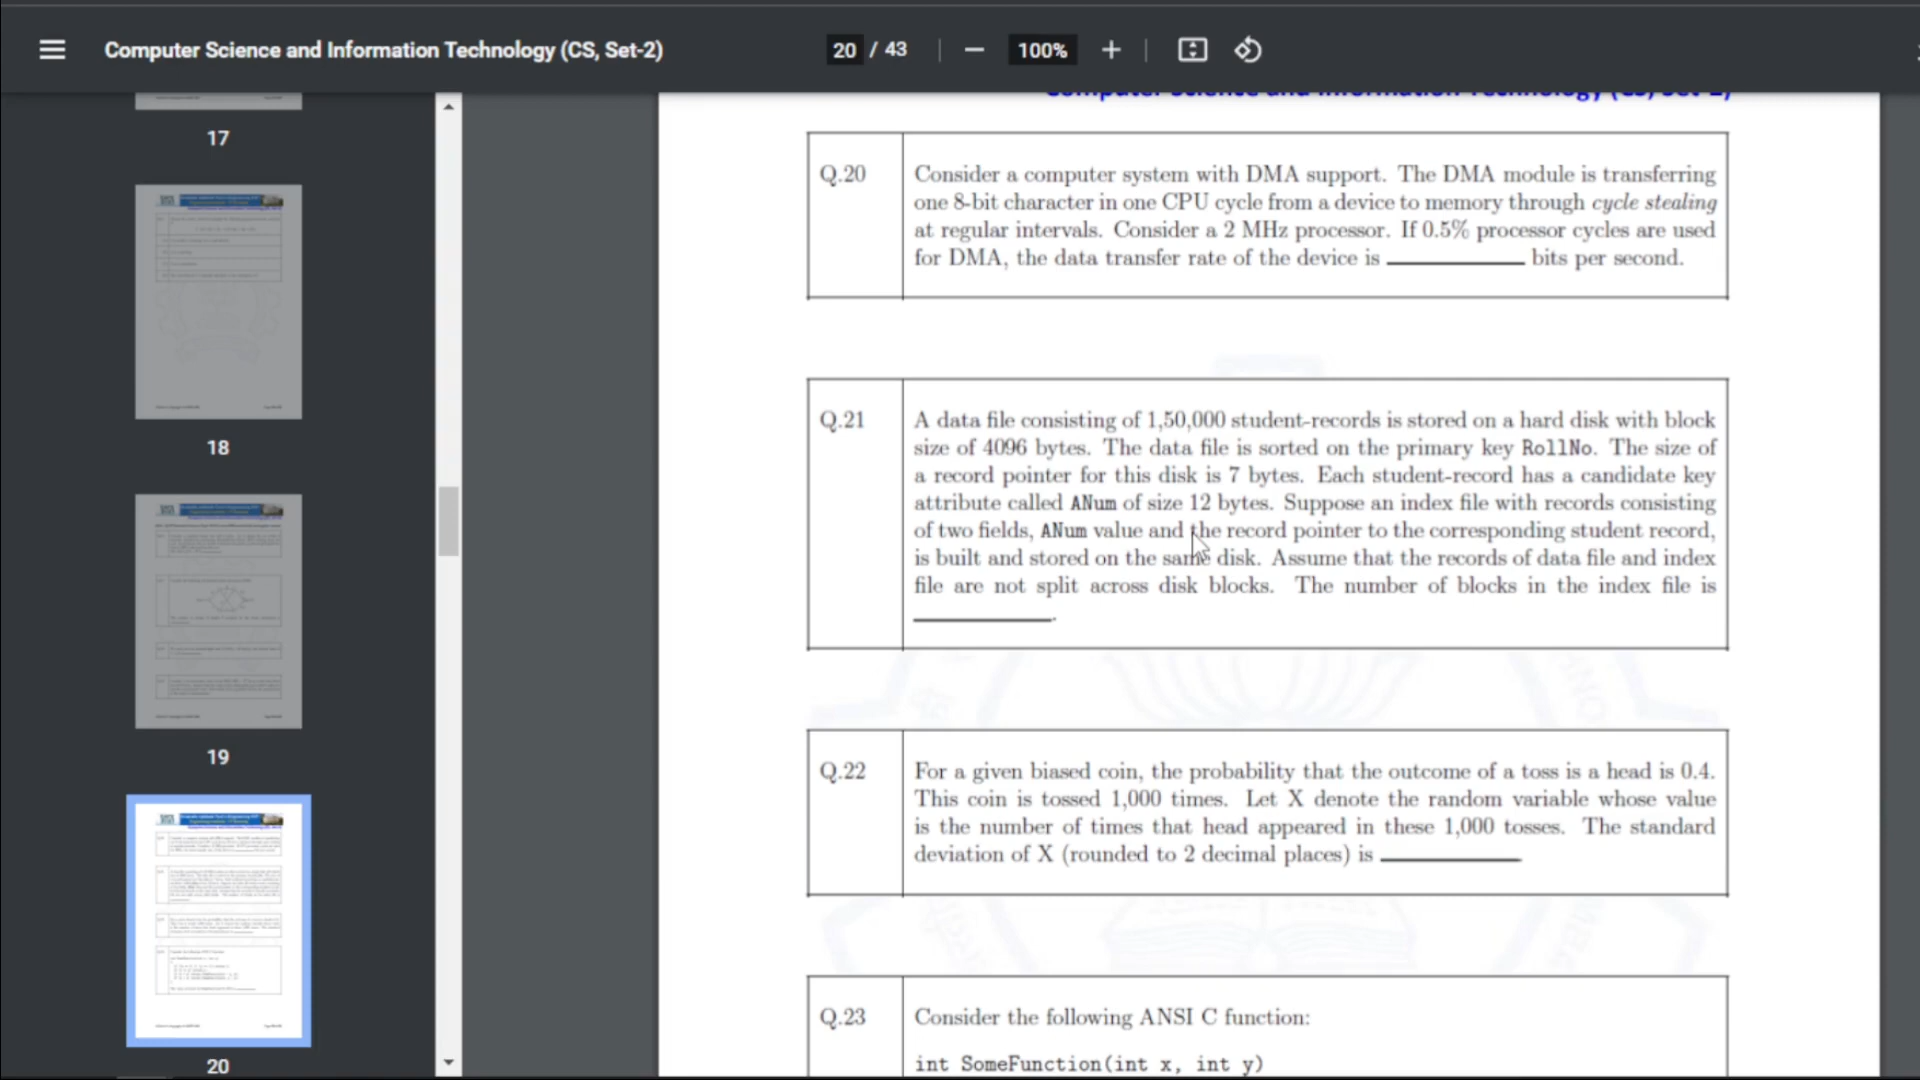 Computer Science and Information Technology (CS, Set-2)
20 / 43
100%
17
18
19
20
Computer Science and Information Technology (CS, Set-2)
Q.20
Consider a computer system with DMA support. The DMA module is transferring
one 8-bit character in one CPU cycle from a device to memory through cycle stealing
at regular intervals. Consider a 2 MHz processor. If 0.5% processor cycles are used
for DMA, the data transfer rate of the device is __________ bits per second.
Q.21
A data file consisting of 1,50,000 student-records is stored on a hard disk with block
size of 4096 bytes. The data file is sorted on the primary key RollNo. The size of
a record pointer for this disk is 7 bytes. Each student-record has a candidate key
attribute called ANum of size 12 bytes. Suppose an index file with records consisting
of two fields, ANum value and the record pointer to the corresponding student record,
is built and stored on the same disk. Assume that the records of data file and index
file are not split across disk blocks. The number of blocks in the index file is
__________.
Q.22
For a given biased coin, the probability that the outcome of a toss is a head is 0.4.
This coin is tossed 1,000 times. Let X denote the random variable whose value
is the number of times that head appeared in these 1,000 tosses. The standard
deviation of X (rounded to 2 decimal places) is __________
Q.23
Consider the following ANSI C function:
int SomeFunction(int x, int y)